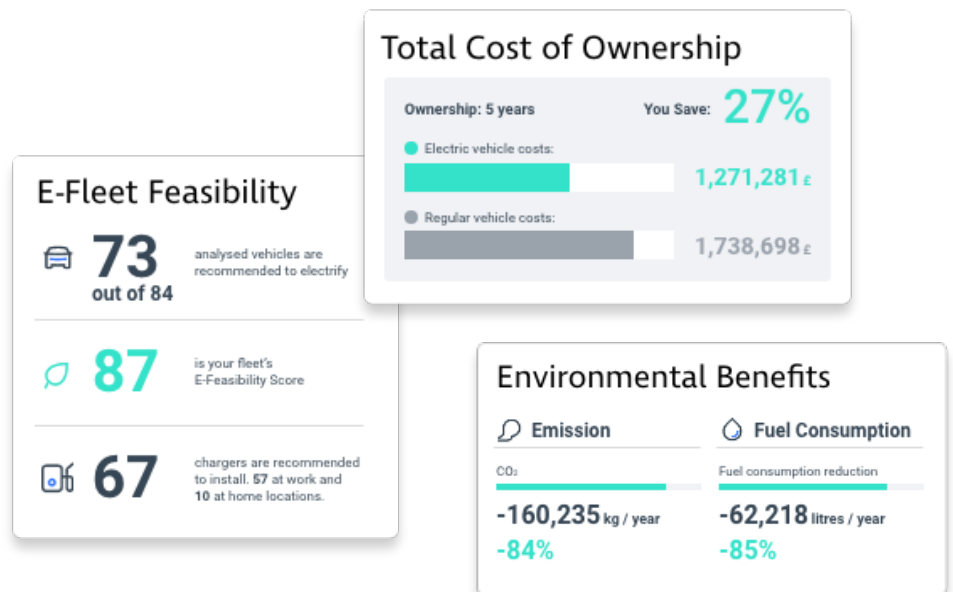 Total Cost of Ownership
Ownership: 5 years
You Save: 27%
Electric vehicle costs:
1,271,281 £
Regular vehicle costs:
1,738,698 £
E-Fleet Feasibility
73
out of 84
analysed vehicles are
recommended to electrify
87
is your fleet's
E-Feasibility Score
67
chargers are recommended
to install. 57 at work and
10 at home locations.
Environmental Benefits
Emission
CO₂
-160,235 kg / year
-84%
Fuel Consumption
Fuel consumption reduction
-62,218 litres / year
-85%